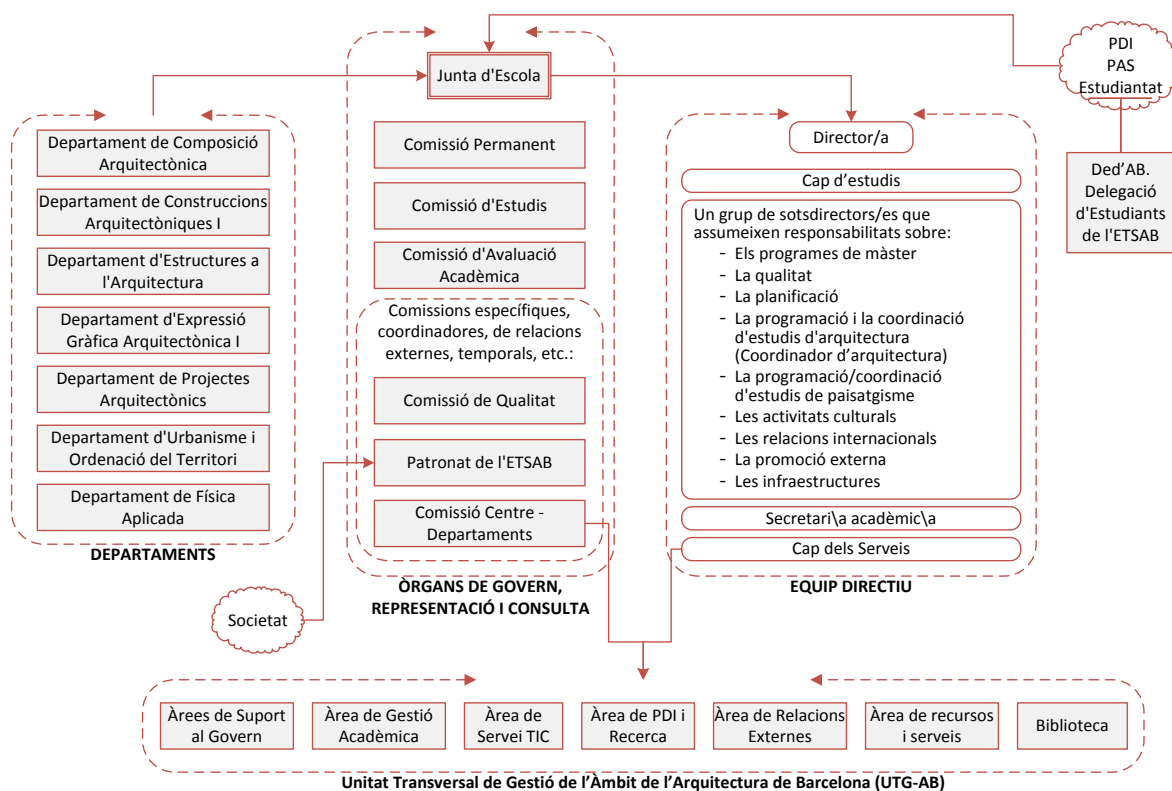 PDI
PAS
Estudiantat
Ded’AB.
Delegació
d'Estudiants
de l'ETSAB
Departament de Composició
Arquitectònica
Departament de Construccions
Arquitectòniques I
Departament d'Estructures a
l'Arquitectura
Departament d'Expressió
Gràfica Arquitectònica I
Departament de Projectes
Arquitectònics
Departament d'Urbanisme i
Ordenació del Territori
Departament de Física
Aplicada
DEPARTAMENTS
Junta d'Escola
Comissió Permanent
Comissió d'Estudis
Comissió d'Avaluació
Acadèmica
Comissions específiques,
coordinadores, de relacions
externes, temporals, etc.:
Comissió de Qualitat
Patronat de l'ETSAB
Comissió Centre -
Departaments
ÒRGANS DE GOVERN,
REPRESENTACIÓ I CONSULTA
Societat
Director/a
Cap d’estudis
Un grup de sotsdirectors/es que
assumeixen responsabilitats sobre:
- Els programes de màster
- La qualitat
- La planificació
- La programació i la coordinació
d'estudis d'arquitectura
(Coordinador d’arquitectura)
- La programació/coordinació
d'estudis de paisatgisme
- Les activitats culturals
- Les relacions internacionals
- La promoció externa
- Les infraestructures
Secretari\a acadèmic\a
Cap dels Serveis
EQUIP DIRECTIU
Àrees de Suport
al Govern
Àrea de Gestió
Acadèmica
Àrea de
Servei TIC
Àrea de PDI i
Recerca
Àrea de Relacions
Externes
Àrea de recursos
i serveis
Biblioteca
Unitat Transversal de Gestió de l’Àmbit de l’Arquitectura de Barcelona (UTG-AB)